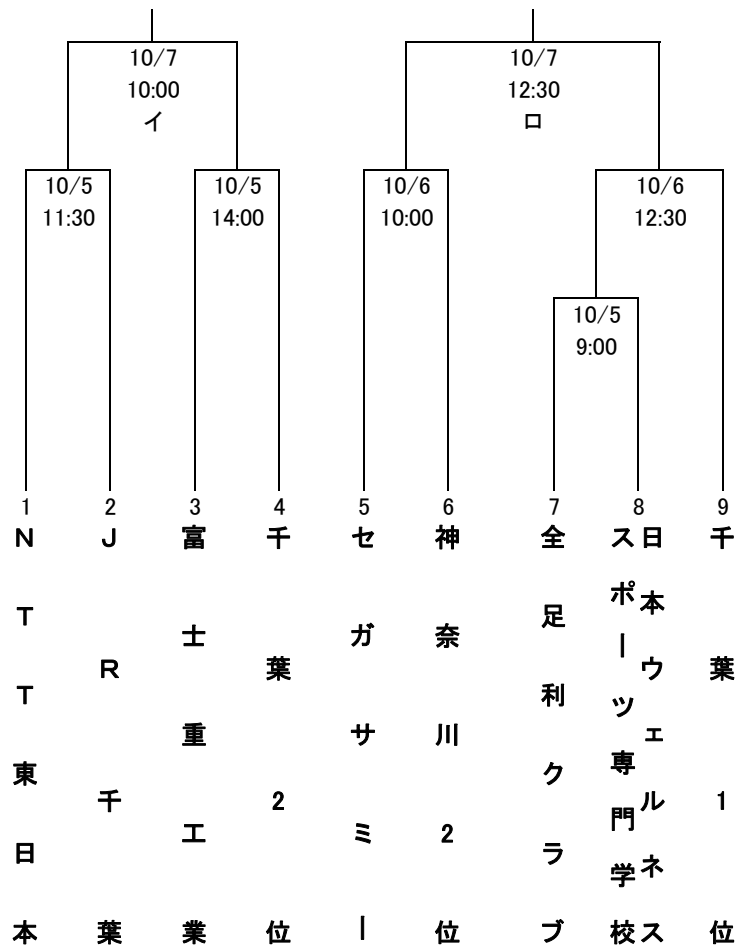 10/7
10:00
イ
10/7
12:30
ロ
10/5
11:30
10/5
14:00
10/6
10:00
10/6
12:30
10/5
9:00
1
2
3
4
5
6
7
8
9
ＮＴＴ東日本
ＪＲ千葉
富士重工業
千葉2位
セガサミー
神奈川2位
全足利クラブ
日本ウェルネス
スポーツ専門学校
千葉1位